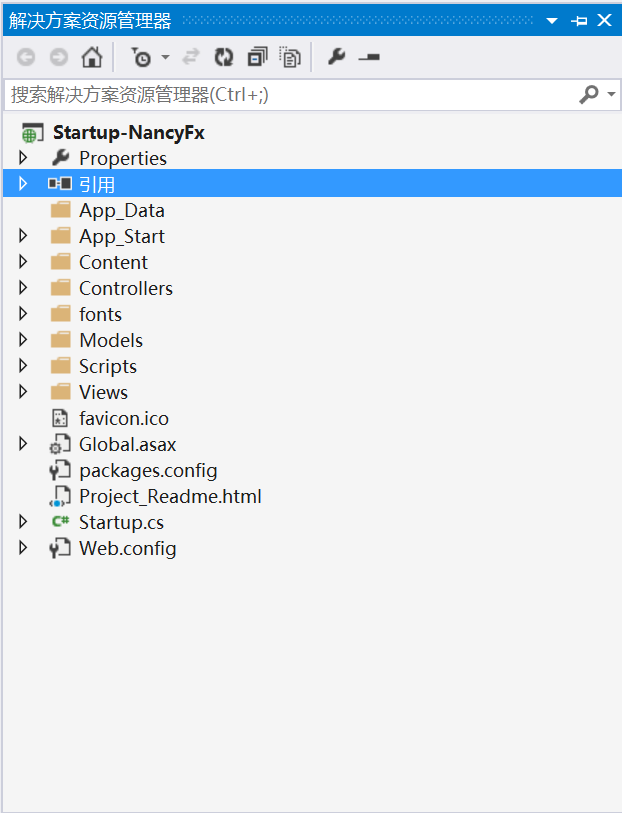 解决方案资源管理器
搜索解决方案资源管理器(Ctrl+;)
Startup-NancyFx
Properties
引用
App_Data
App_Start
Content
Controllers
fonts
Models
Scripts
Views
favicon.ico
Global.asax
packages.config
Project_Readme.html
C# Startup.cs
Web.config